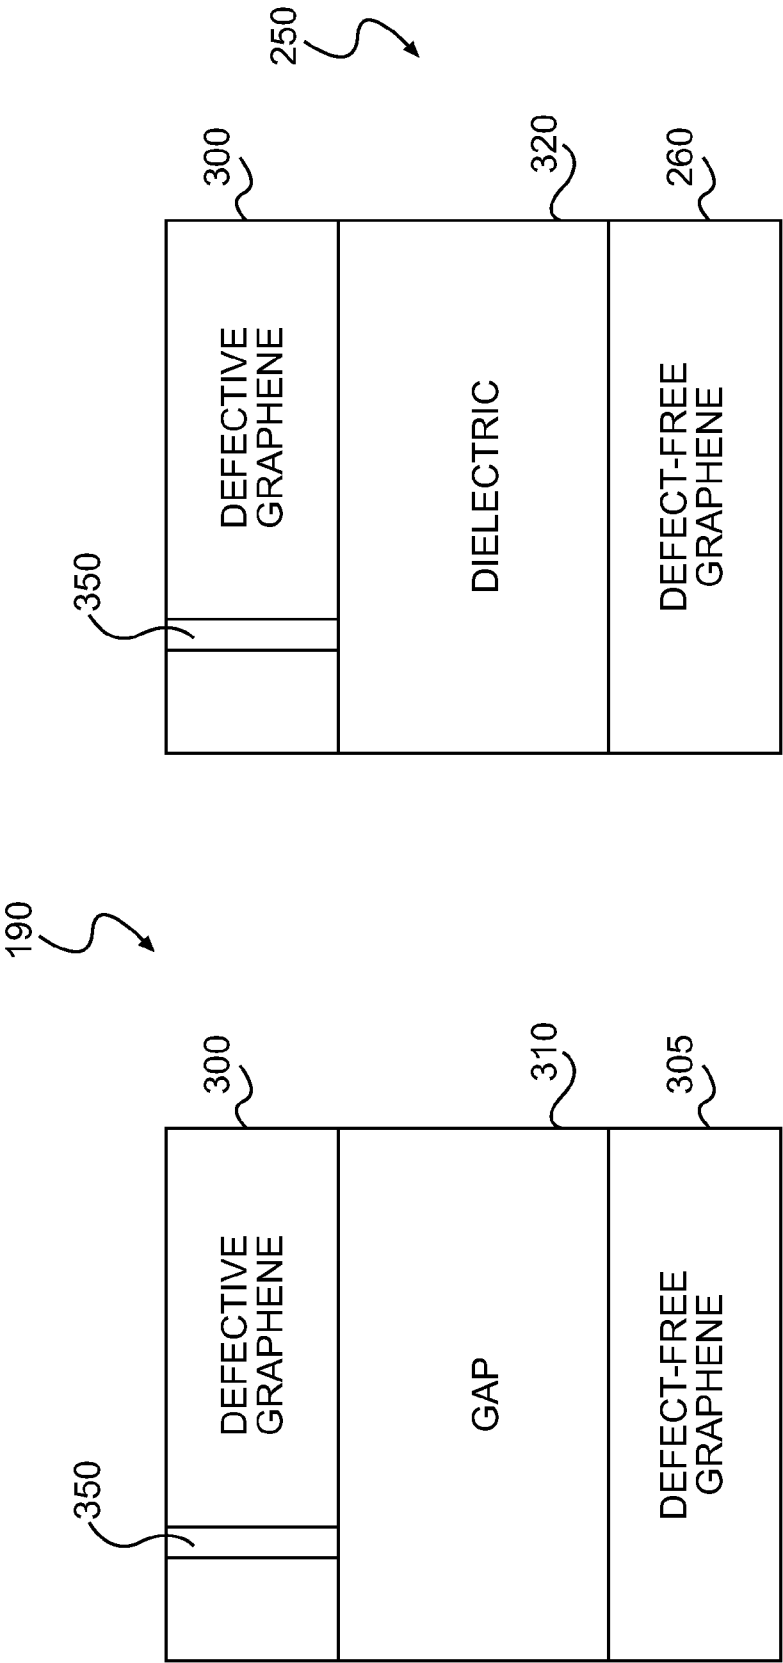 190
350
DEFECTIVE
GRAPHENE
300
GAP
310
DEFECT-FREE
GRAPHENE
305
250
350
DEFECTIVE
GRAPHENE
300
DIELECTRIC
320
DEFECT-FREE
GRAPHENE
260